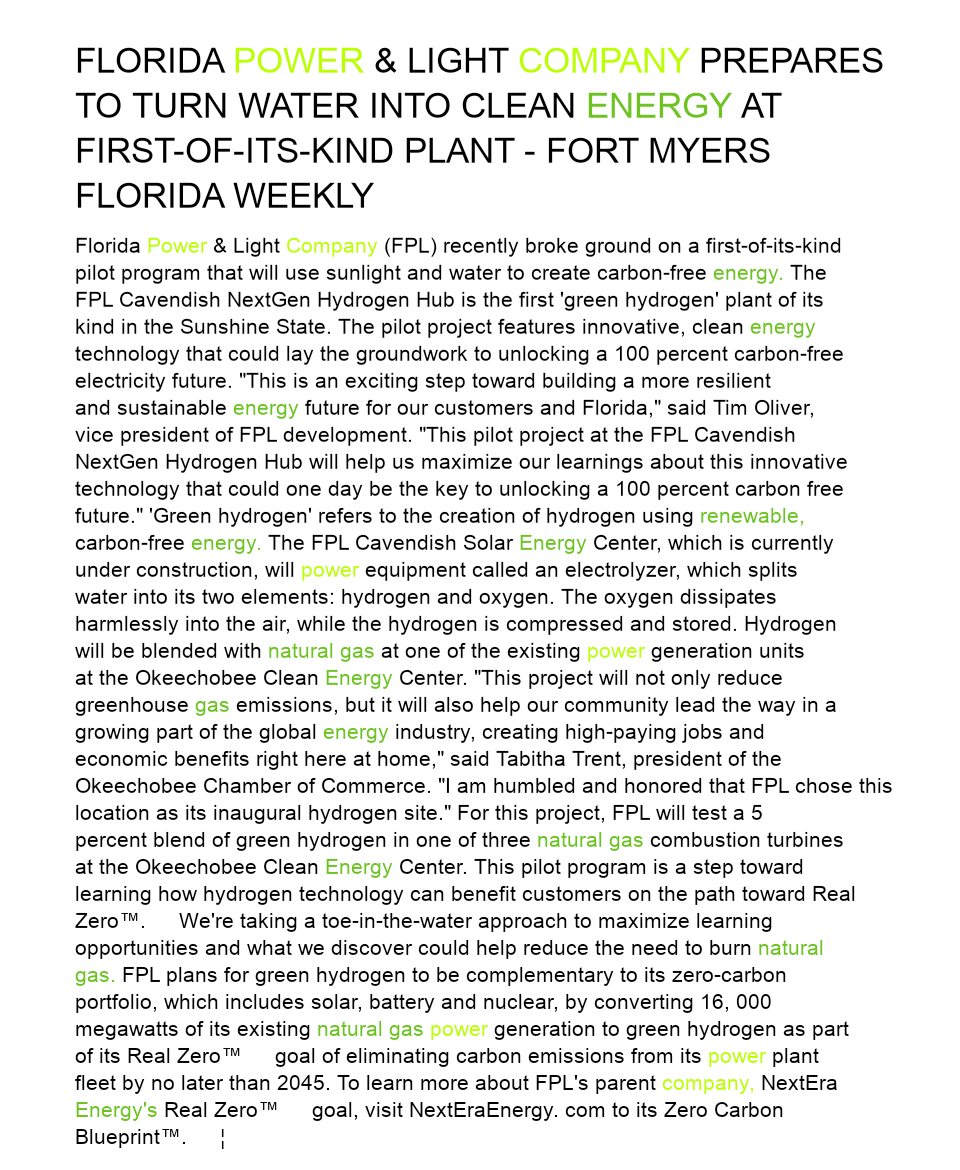 FLORIDA POWER & LIGHT COMPANY PREPARES
TO TURN WATER INTO CLEAN ENERGY AT
FIRST-OF-ITS-KIND PLANT - FORT MYERS
FLORIDA WEEKLY
Florida Power & Light Company (FPL) recently broke ground on a first-of-its-kind
pilot program that will use sunlight and water to create carbon-free energy. The
FPL Cavendish NextGen Hydrogen Hub is the first 'green hydrogen' plant of its
kind in the Sunshine State. The pilot project features innovative, clean energy
technology that could lay the groundwork to unlocking a 100 percent carbon-free
electricity future. "This is an exciting step toward building a more resilient
and sustainable energy future for our customers and Florida," said Tim Oliver,
vice president of FPL development. "This pilot project at the FPL Cavendish
NextGen Hydrogen Hub will help us maximize our learnings about this innovative
technology that could one day be the key to unlocking a 100 percent carbon free
future." 'Green hydrogen' refers to the creation of hydrogen using renewable,
carbon-free energy. The FPL Cavendish Solar Energy Center, which is currently
under construction, will power equipment called an electrolyzer, which splits
water into its two elements: hydrogen and oxygen. The oxygen dissipates
harmlessly into the air, while the hydrogen is compressed and stored. Hydrogen
will be blended with natural gas at one of the existing power generation units
at the Okeechobee Clean Energy Center. "This project will not only reduce
greenhouse gas emissions, but it will also help our community lead the way in a
growing part of the global energy industry, creating high-paying jobs and
economic benefits right here at home," said Tabitha Trent, president of the
Okeechobee Chamber of Commerce. "I am humbled and honored that FPL chose this
location as its inaugural hydrogen site." For this project, FPL will test a 5
percent blend of green hydrogen in one of three natural gas combustion turbines
at the Okeechobee Clean Energy Center. This pilot program is a step toward
learning how hydrogen technology can benefit customers on the path toward Real
Zero™. We're taking a toe-in-the-water approach to maximize learning
opportunities and what we discover could help reduce the need to burn natural
gas. FPL plans for green hydrogen to be complementary to its zero-carbon
portfolio, which includes solar, battery and nuclear, by converting 16, 000
megawatts of its existing natural gas power generation to green hydrogen as part
of its Real Zero™ goal of eliminating carbon emissions from its power plant
fleet by no later than 2045. To learn more about FPL's parent company, NextEra
Energy's Real Zero™ goal, visit NextEraEnergy. com to its Zero Carbon
Blueprint™. ¦